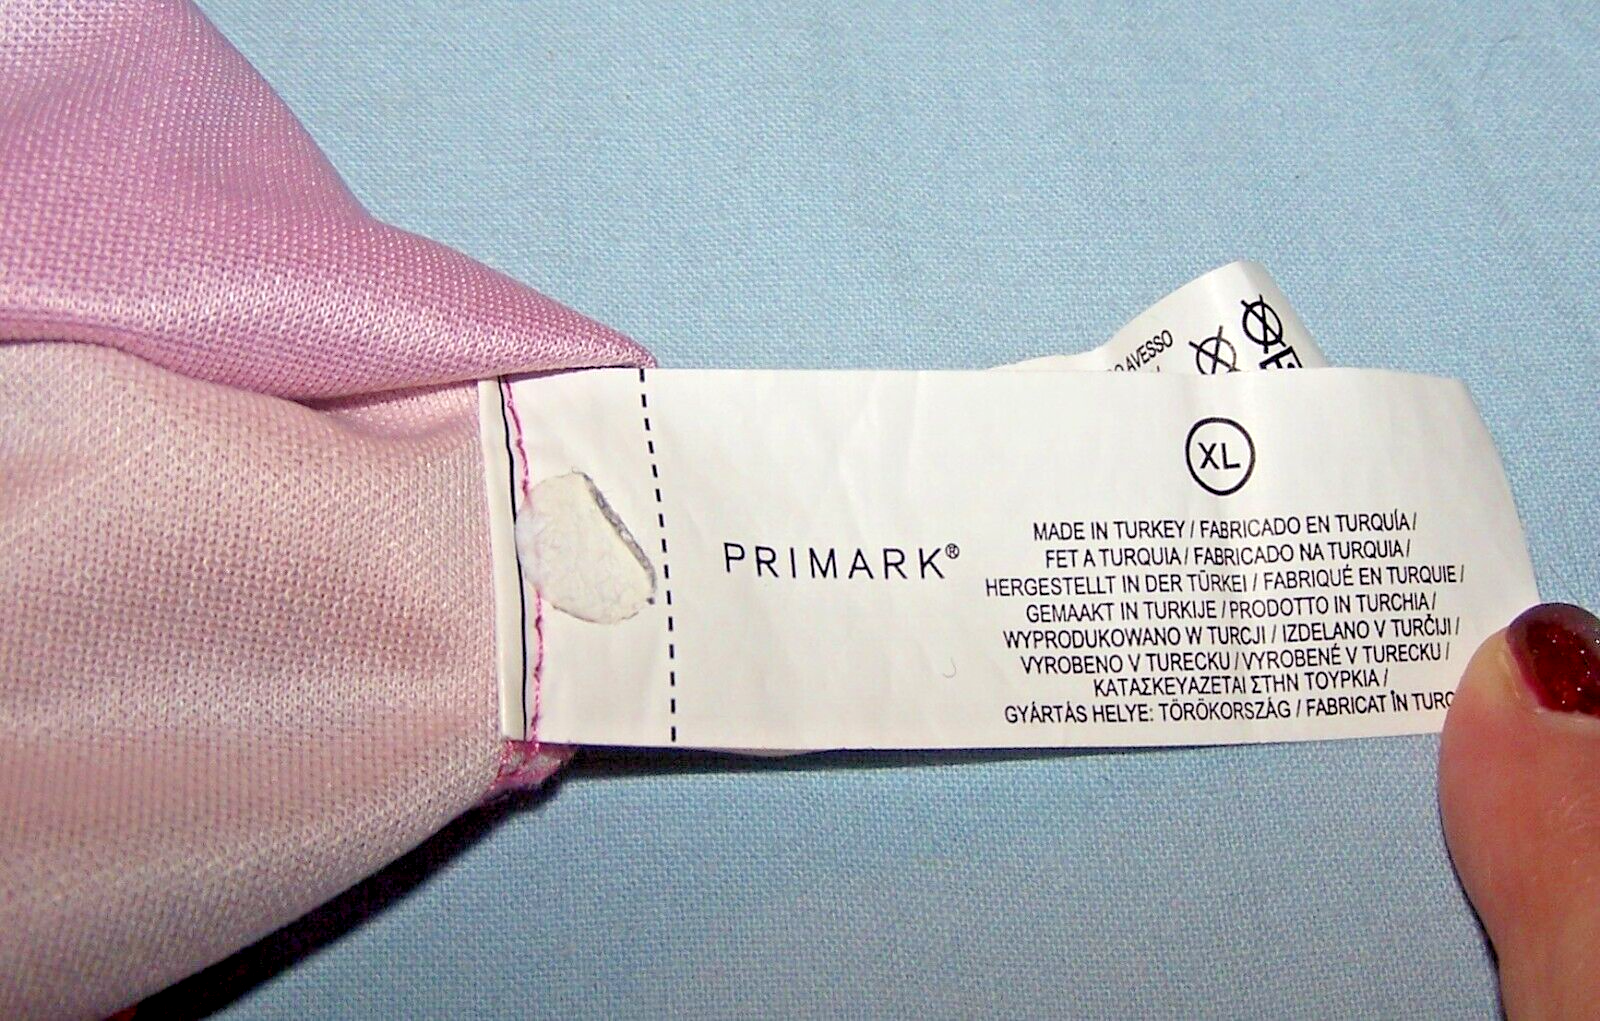 O AVESSO
XL
PRIMARK®
MADE IN TURKEY / FABRICADO EN TURQUÍA /
FET A TURQUIA / FABRICADO NA TURQUIA /
HERGESTELLT IN DER TÜRKEI / FABRIQUÉ EN TURQUIE /
GEMAAKT IN TURKIJE / PRODOTTO IN TURCHIA /
WYPRODUKOWANO W TURCJI / IZDELANO V TURČIJI /
VYROBENO V TURECKU / VYROBENÉ V TURECKU /
ΚΑΤΑΣΚΕΥΑΖΕΤΑΙ ΣΤΗΝ ΤΟΥΡΚΙΑ /
GYÁRTÁS HELYE: TÖRÖKORSZÁG / FABRICAT ÎN TURC